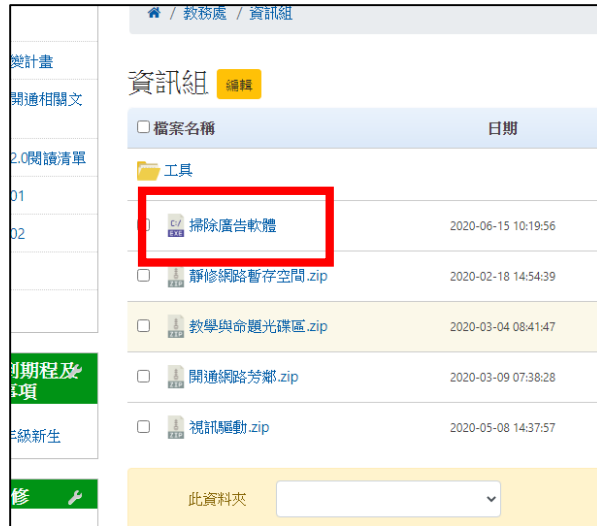 / 教務處 / 資訊組
變計畫
開通相關文
2.0閱讀清單
01
02
到期程及
事項
年級新生
修
資訊組 編輯
檔案名稱 日期
工具
掃除廣告軟體 2020-06-15 10:19:56
靜修網路暫存空間.zip 2020-02-18 14:54:39
教學與命題光碟區.zip 2020-03-04 08:41:47
開通網路芳鄰.zip 2020-03-09 07:38:28
視訊驅動.zip 2020-05-08 14:37:57
此資料夾